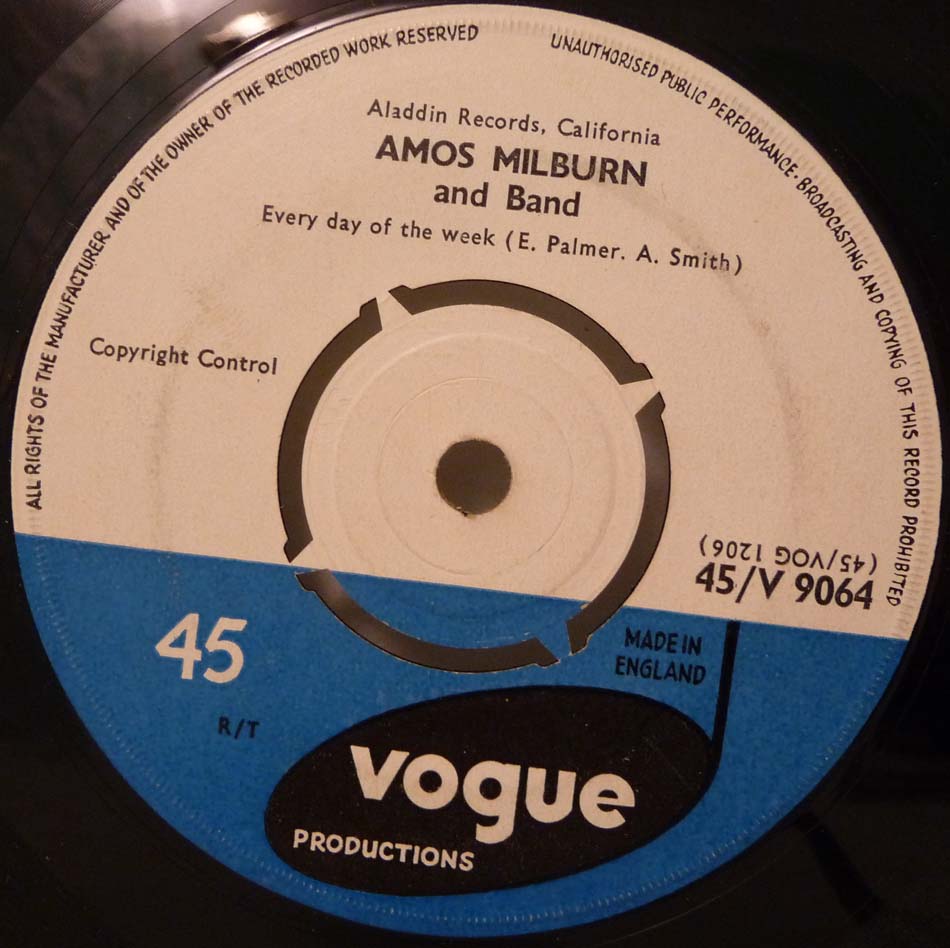 ALL RIGHTS OF THE MANUFACTURER AND OF THE OWNER OF THE RECORDED WORK RESERVED
UNAUTHORISED PUBLIC PERFORMANCE. BROADCASTING AND COPYING OF THIS RECORD PROHIBITED
Aladdin Records, California
AMOS MILBURN
and Band
Every day of the week (E. Palmer. A. Smith)
Copyright Control
(45/VOG 1206)
45/V 9064
45
MADE IN
ENGLAND
R/T
vogue
PRODUCTIONS